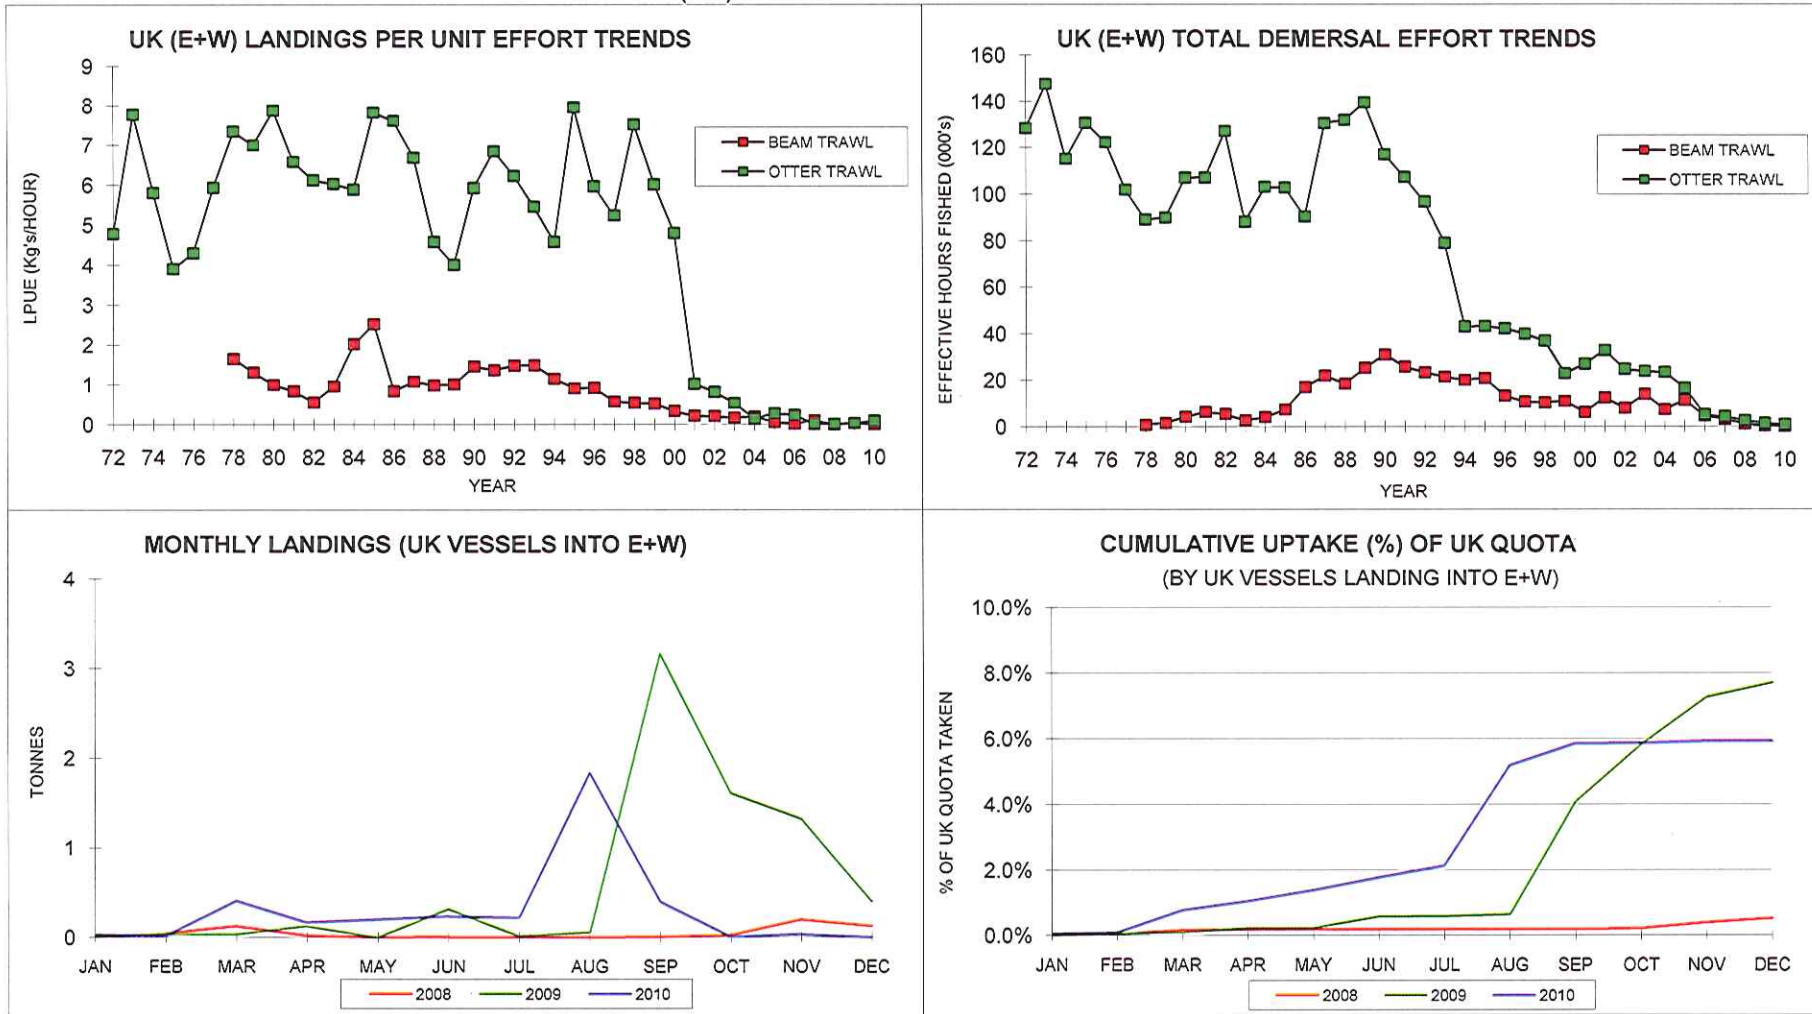 UK (E+W) LANDINGS PER UNIT EFFORT TRENDS
9
8
7
6
5
4
3
2
1
0
LPUE (Kg's/HOUR)
72 74 76 78 80 82 84 86 88 90 92 94 96 98 00 02 04 06 08 10
YEAR
BEAM TRAWL
OTTER TRAWL
UK (E+W) TOTAL DEMERSAL EFFORT TRENDS
160
140
120
100
80
60
40
20
0
EFFECTIVE HOURS FISHED (000's)
72 74 76 78 80 82 84 86 88 90 92 94 96 98 00 02 04 06 08 10
YEAR
BEAM TRAWL
OTTER TRAWL
MONTHLY LANDINGS (UK VESSELS INTO E+W)
4
3
2
1
0
TONNES
JAN FEB MAR APR MAY JUN JUL AUG SEP OCT NOV DEC
2008 2009 2010
CUMULATIVE UPTAKE (%) OF UK QUOTA
(BY UK VESSELS LANDING INTO E+W)
10.0%
8.0%
6.0%
4.0%
2.0%
0.0%
% OF UK QUOTA TAKEN
JAN FEB MAR APR MAY JUN JUL AUG SEP OCT NOV DEC
2008 2009 2010